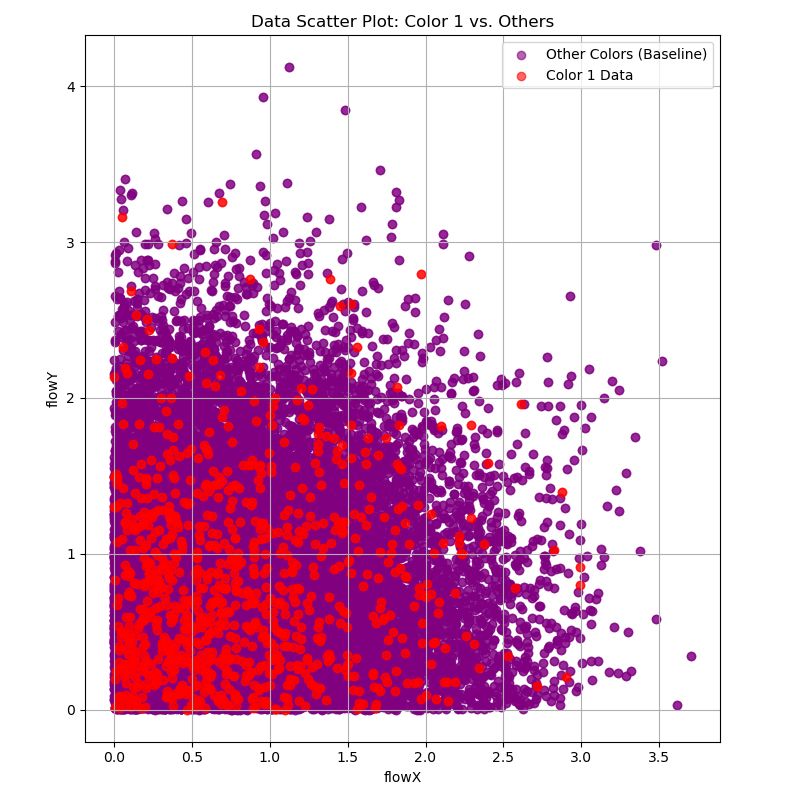 Data Scatter Plot: Color 1 vs. Others
Other Colors (Baseline)
Color 1 Data
flowY
4
3
2
1
0
0.0 0.5 1.0 1.5 2.0 2.5 3.0 3.5
flowX